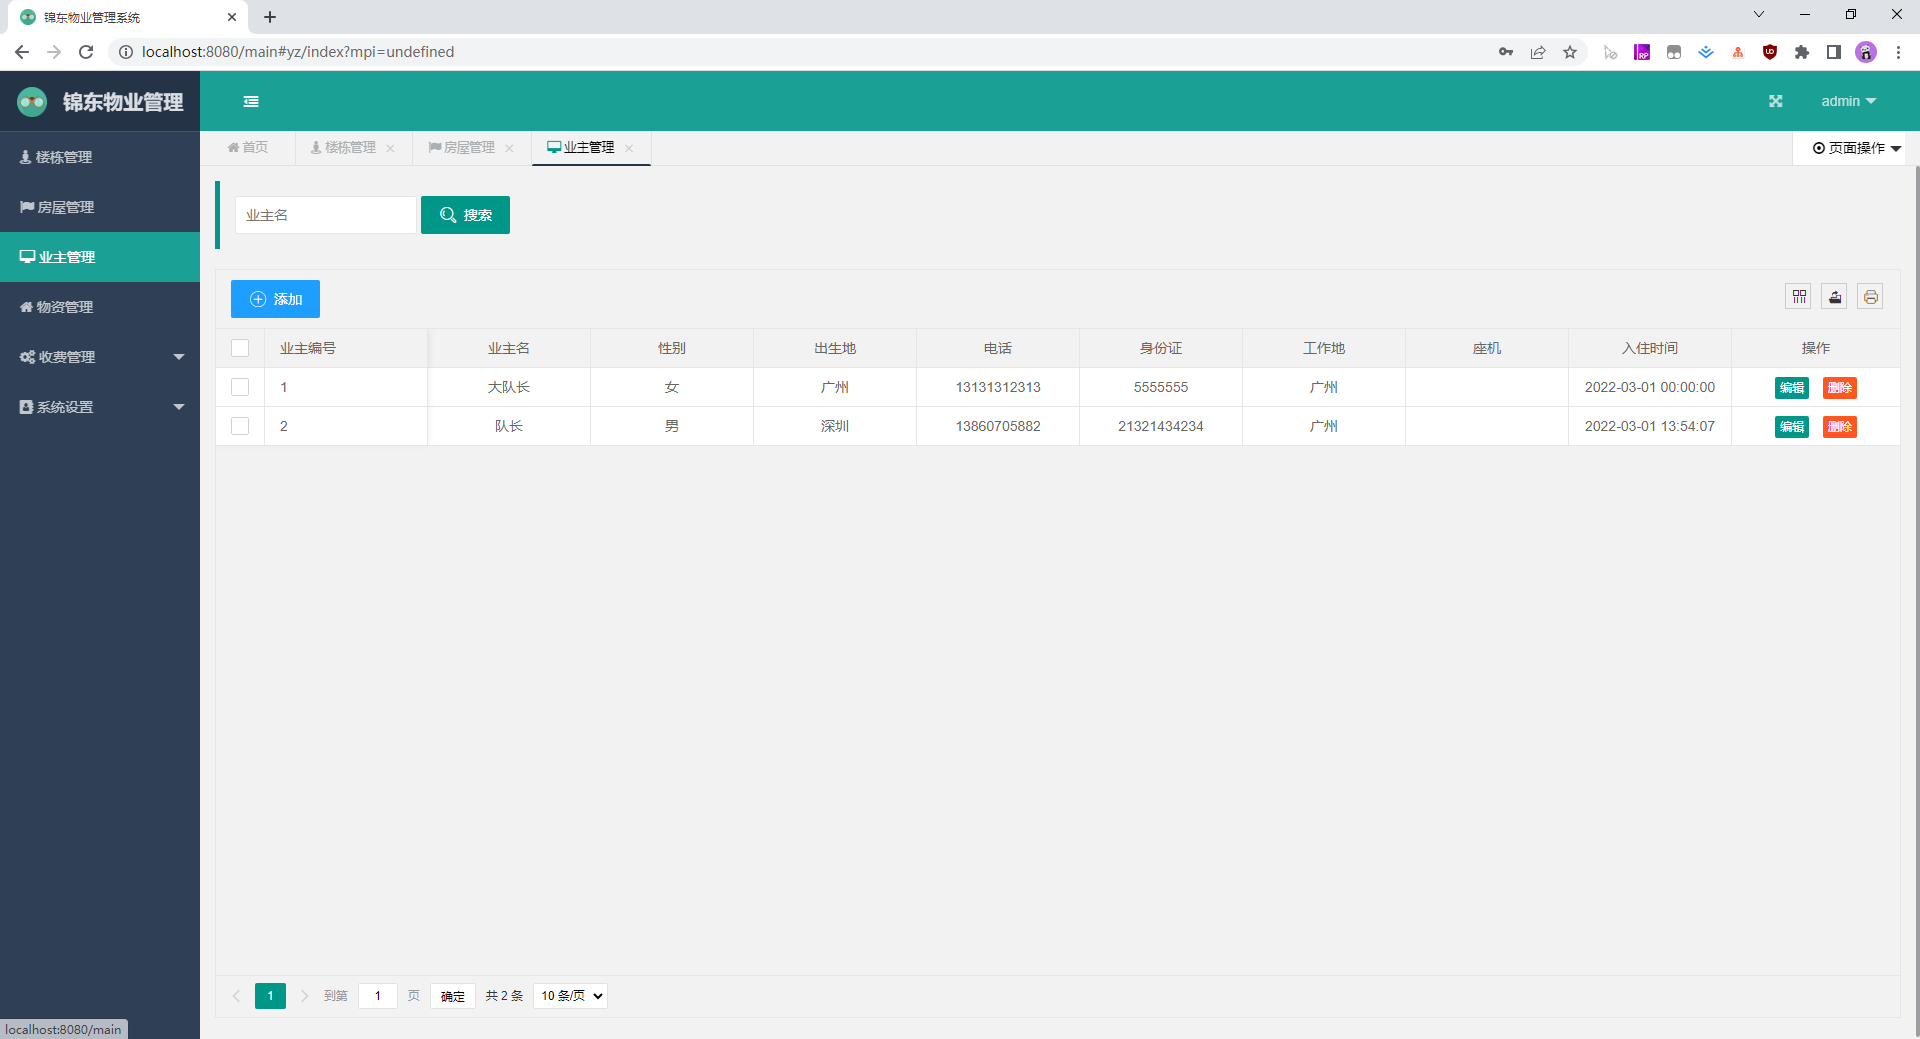 锦东物业管理系统
localhost:8080/main#yz/index?mpi=undefined
锦东物业管理
admin
楼栋管理
房屋管理
业主管理
物资管理
收费管理
系统设置
首页 楼栋管理 房屋管理 业主管理 页面操作
业主名 搜索
添加
业主编号 业主名 性别 出生地 电话 身份证 工作地 座机 入住时间 操作
1 大队长 女 广州 13131312313 5555555 广州 2022-03-01 00:00:00 编辑 删除
2 队长 男 深圳 13860705882 21321434234 广州 2022-03-01 13:54:07 编辑 删除
1 到第 1 页 确定 共 2 条 10 条/页
localhost:8080/main